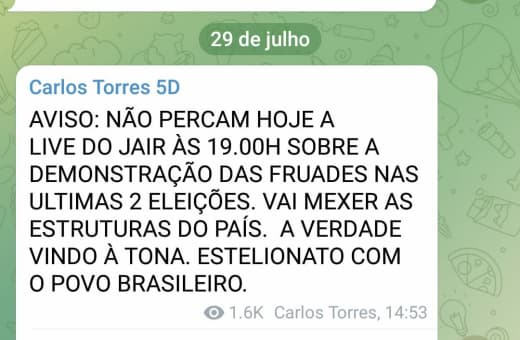 29 de julho
Carlos Torres 5D
AVISO: NÃO PERCAM HOJE A
LIVE DO JAIR ÀS 19.00H SOBRE A
DEMONSTRAÇÃO DAS FRUADES NAS
ULTIMAS 2 ELEIÇÕES. VAI MEXER AS
ESTRUTURAS DO PAÍS.  A VERDADE
VINDO À TONA. ESTELIONATO COM
O POVO BRASILEIRO.
1.6K Carlos Torres, 14:53